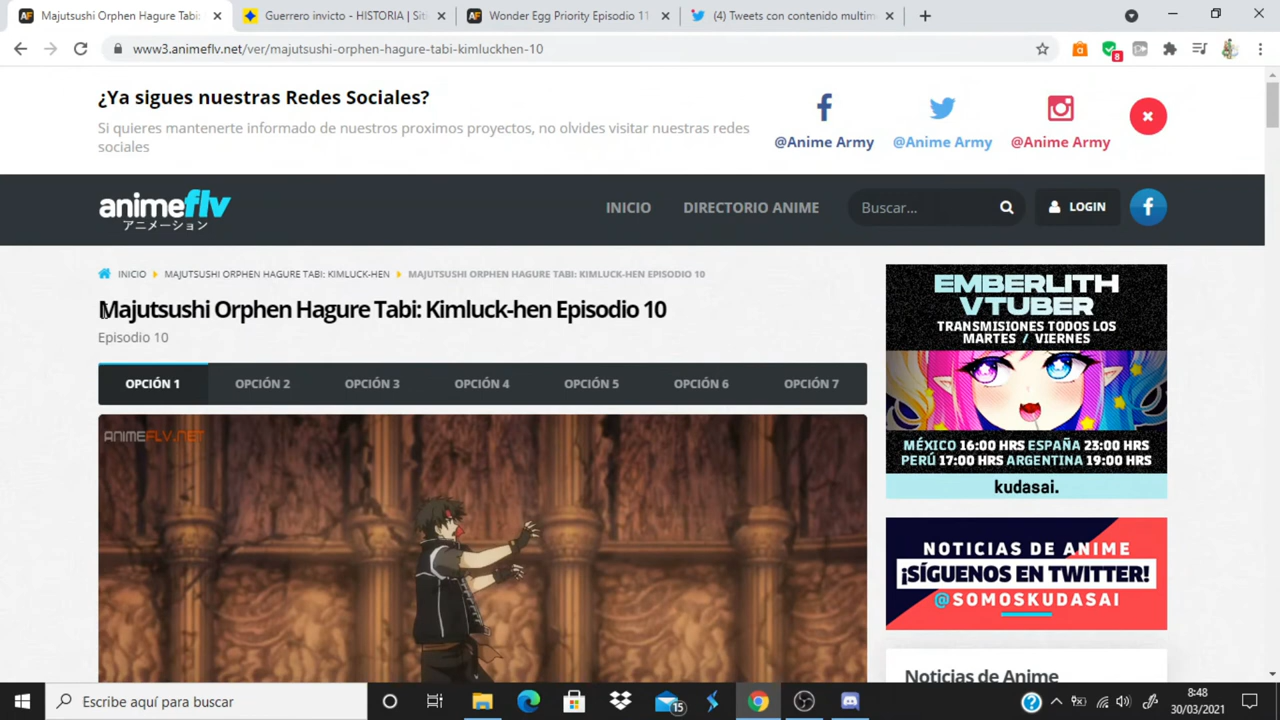 Majutsushi Orphen Hagure Tabi:
Guerrero invicto - HISTORIA | Siti
Wonder Egg Priority Episodio 11
(4) Tweets con contenido multim
www3.animeflv.net/ver/majutsushi-orphen-hagure-tabi-kimluckhen-10
8
¿Ya sigues nuestras Redes Sociales?
Si quieres mantenerte informado de nuestros proximos proyectos, no olvides visitar nuestras redes
sociales
@Anime Army
@Anime Army
@Anime Army
animeflv
アニメーション
INICIO
DIRECTORIO ANIME
Buscar...
LOGIN
INICIO
MAJUTSUSHI ORPHEN HAGURE TABI: KIMLUCK-HEN
MAJUTSUSHI ORPHEN HAGURE TABI: KIMLUCK-HEN EPISODIO 10
Majutsushi Orphen Hagure Tabi: Kimluck-hen Episodio 10
Episodio 10
OPCIÓN 1
OPCIÓN 2
OPCIÓN 3
OPCIÓN 4
OPCIÓN 5
OPCIÓN 6
OPCIÓN 7
ANIMEFLV.NET
EMBERLITH
VTUBER
TRANSMISIONES TODOS LOS
MARTES / VIERNES
MÉXICO 16:00 HRS ESPAÑA 23:00 HRS
PERÚ 17:00 HRS ARGENTINA 19:00 HRS
kudasai.
NOTICIAS DE ANIME
¡SÍGUENOS EN TWITTER!
@SOMOSKUDASAI
Noticias de Anime
Escribe aquí para buscar
15
8:48
30/03/2021